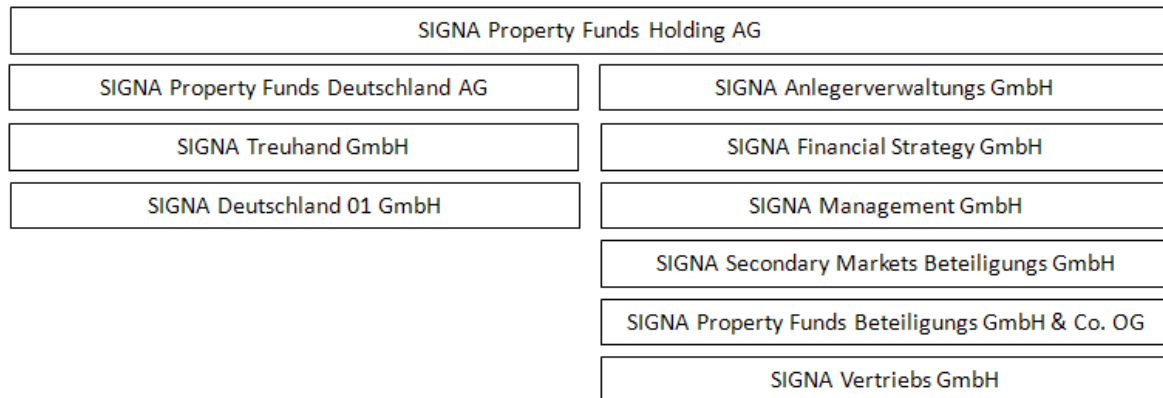 SIGNA Property Funds Holding AG
SIGNA Property Funds Deutschland AG
SIGNA Treuhand GmbH
SIGNA Deutschland 01 GmbH
SIGNA Anlegerverwaltungs GmbH
SIGNA Financial Strategy GmbH
SIGNA Management GmbH
SIGNA Secondary Markets Beteiligungs GmbH
SIGNA Property Funds Beteiligungs GmbH & Co. OG
SIGNA Vertriebs GmbH